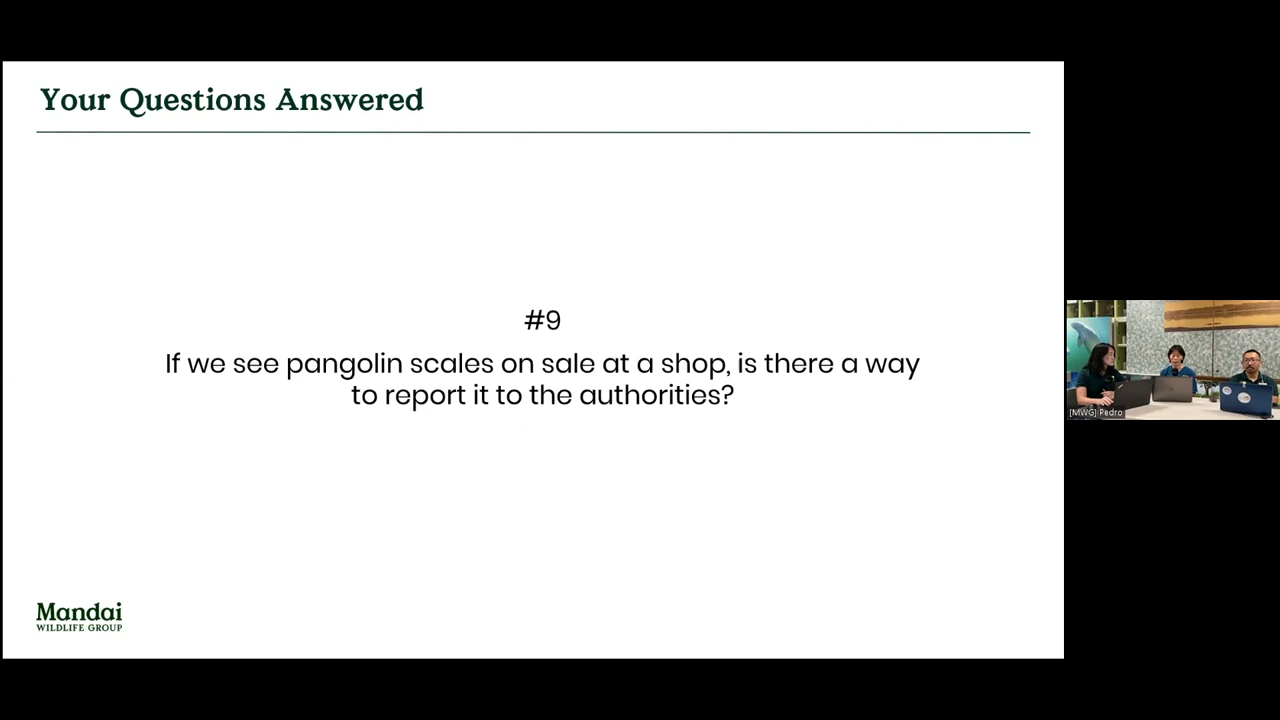 Your Questions Answered
#9
If we see pangolin scales on sale at a shop, is there a way
to report it to the authorities?
Mandai
WILDLIFE GROUP
[MWG] Pedro